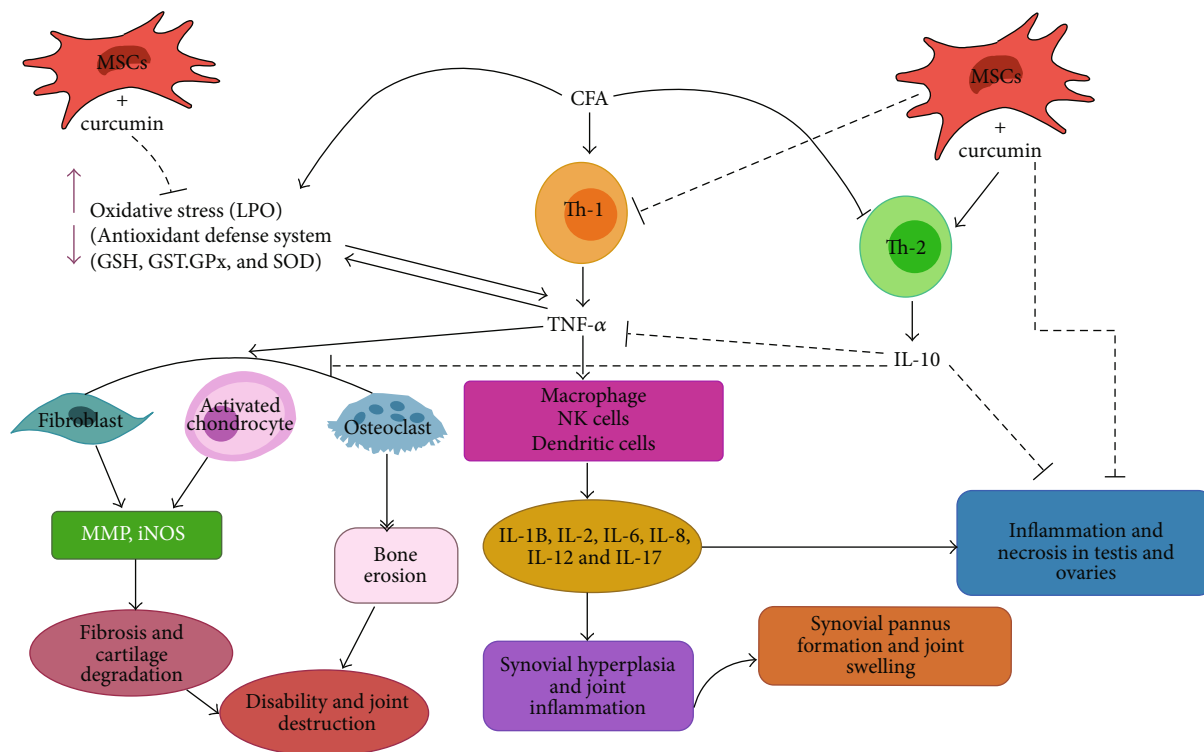 MSCs
+
curcumin
CFA
MSCs
+
curcumin
Oxidative stress (LPO)
(Antioxidant defense system
(GSH, GST.GPx, and SOD)
Th-1
Th-2
TNF-α
IL-10
Fibroblast
Activated
chondrocyte
Osteoclast
Macrophage
NK cells
Dendritic cells
MMP, iNOS
Bone
erosion
IL-1B, IL-2, IL-6, IL-8,
IL-12 and IL-17
Inflammation and
necrosis in testis and
ovaries
Fibrosis and
cartilage
degradation
Disability and joint
destruction
Synovial hyperplasia
and joint
inflammation
Synovial pannus
formation and joint
swelling